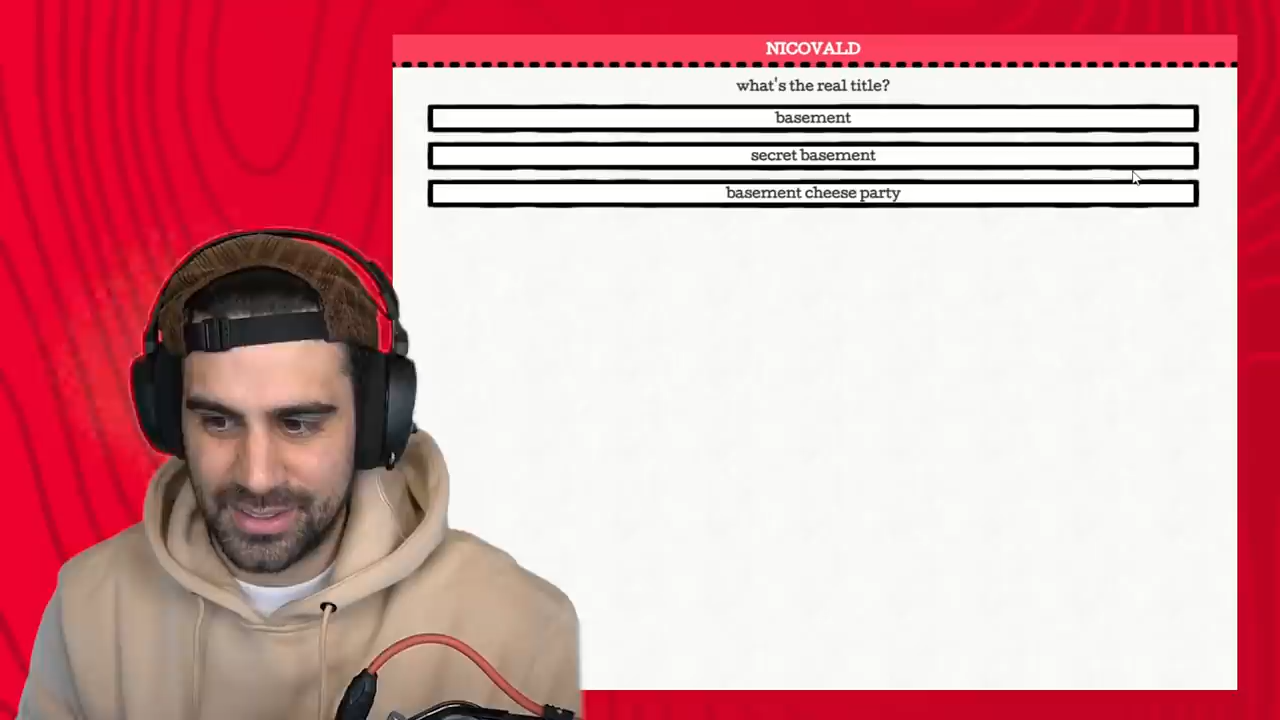 NICOVALD
what's the real title?
basement
secret basement
basement cheese party